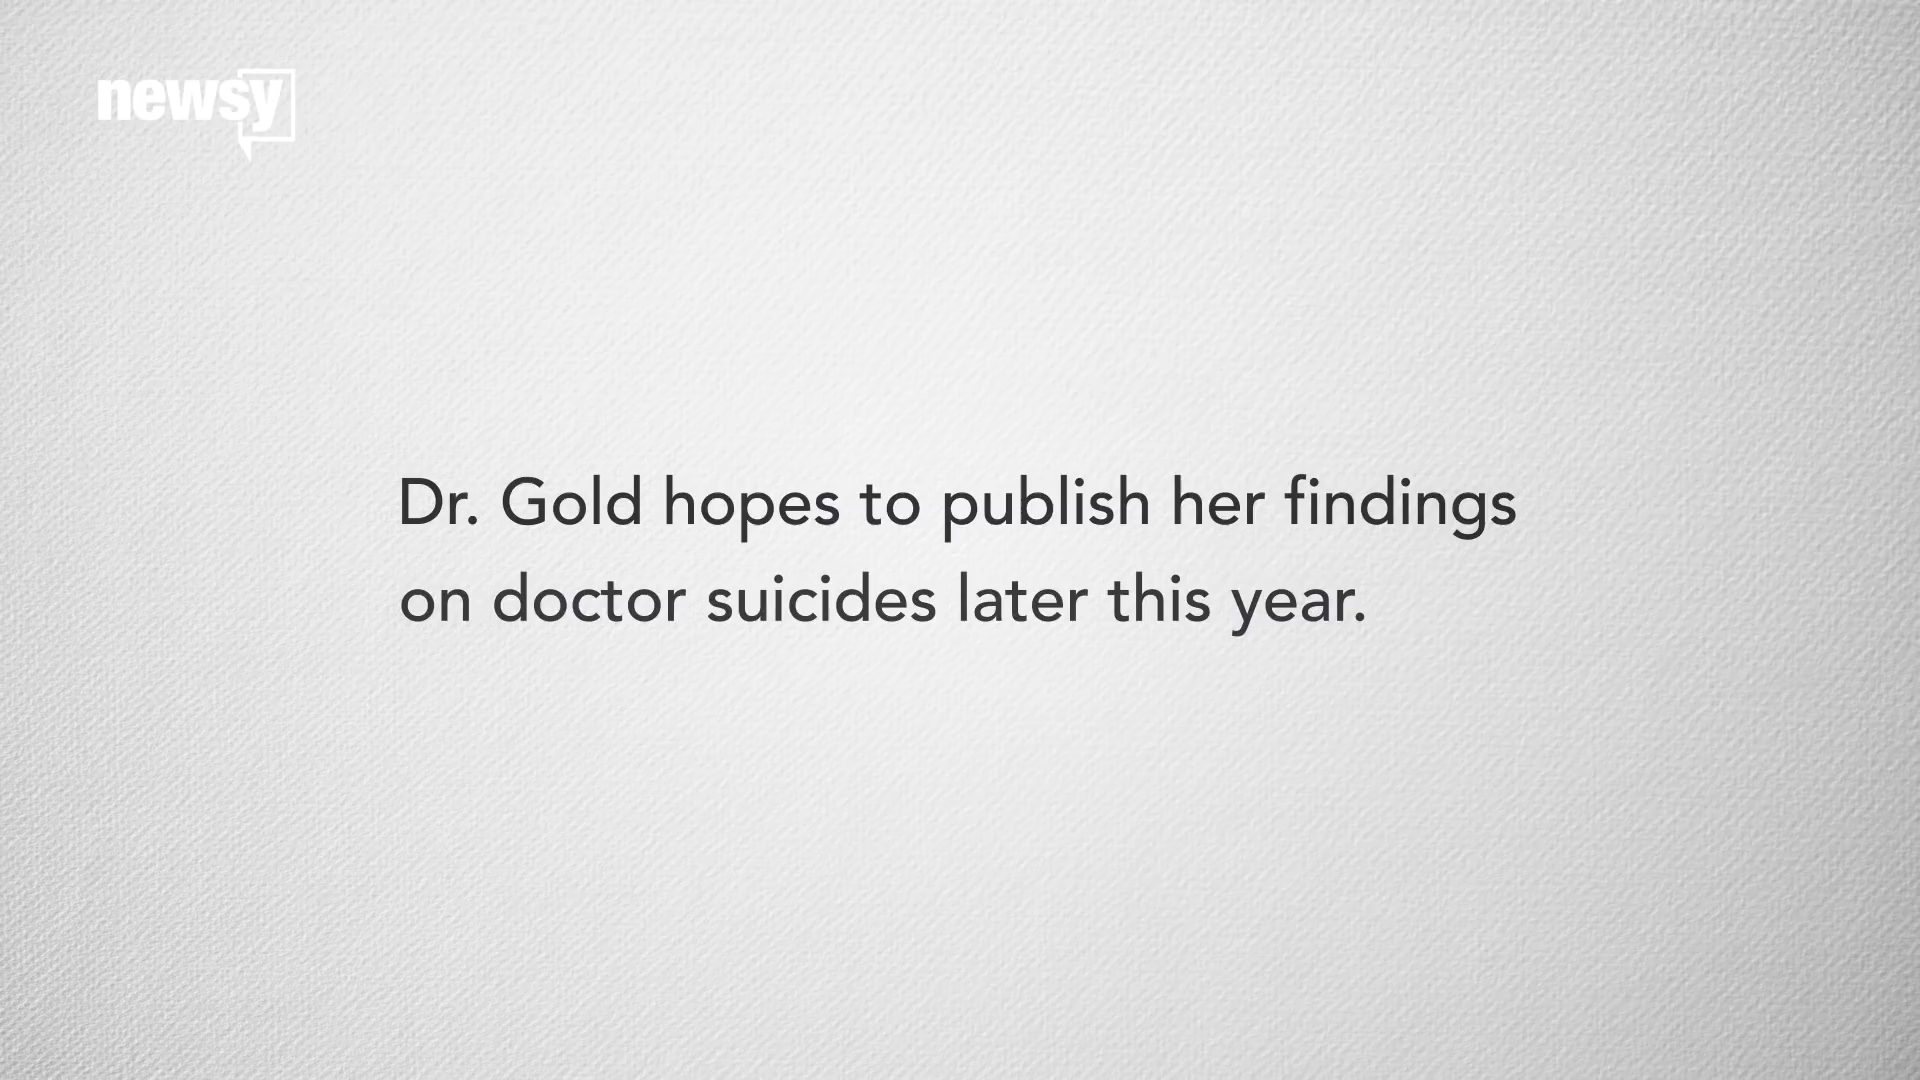 newsy
Dr. Gold hopes to publish her findings
on doctor suicides later this year.